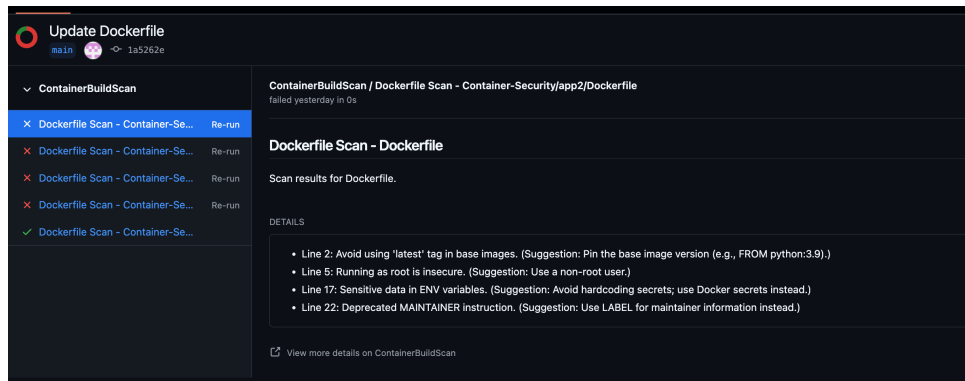 Update Dockerfile
main 1a5262e
ContainerBuildScan
Dockerfile Scan - Container-Se... Re-run
Dockerfile Scan - Container-Se... Re-run
Dockerfile Scan - Container-Se... Re-run
Dockerfile Scan - Container-Se... Re-run
Dockerfile Scan - Container-Se...
ContainerBuildScan / Dockerfile Scan - Container-Security/app2/Dockerfile
failed yesterday in 0s
Dockerfile Scan - Dockerfile
Scan results for Dockerfile.
DETAILS
• Line 2: Avoid using 'latest' tag in base images. (Suggestion: Pin the base image version (e.g., FROM python:3.9).)
• Line 5: Running as root is insecure. (Suggestion: Use a non-root user.)
• Line 17: Sensitive data in ENV variables. (Suggestion: Avoid hardcoding secrets; use Docker secrets instead.)
• Line 22: Deprecated MAINTAINER instruction. (Suggestion: Use LABEL for maintainer information instead.)
View more details on ContainerBuildScan